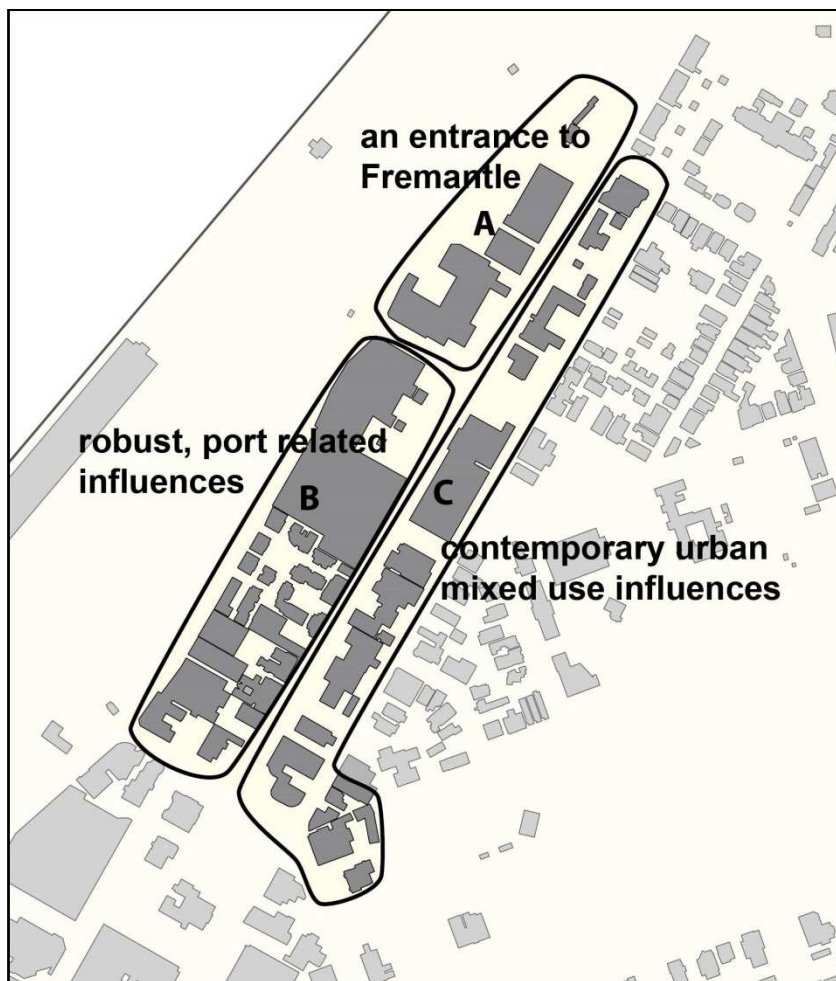 an entrance to
Fremantle
A
robust, port related
influences
B
C
contemporary urban
mixed use influences